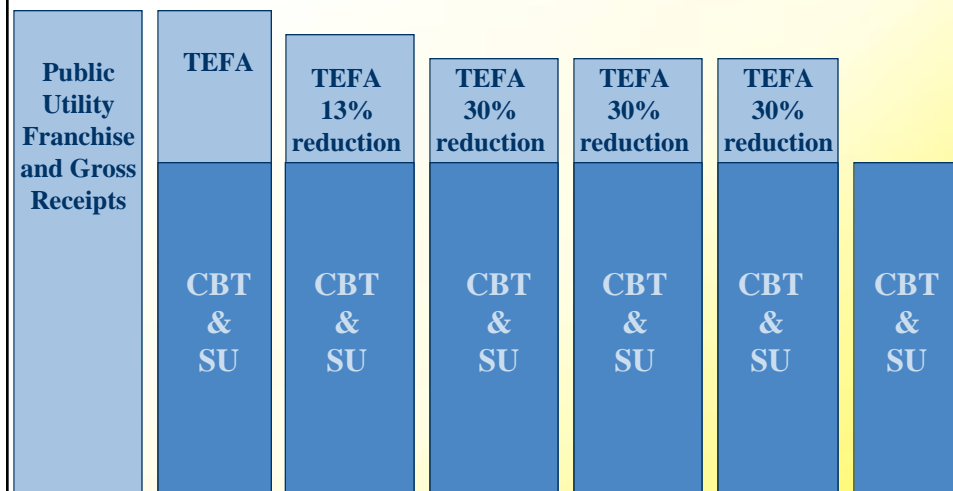 Public
Utility
Franchise
and Gross
Receipts
TEFA
CBT
&
SU
TEFA
13%
reduction
CBT
&
SU
TEFA
30%
reduction
CBT
&
SU
TEFA
30%
reduction
CBT
&
SU
TEFA
30%
reduction
CBT
&
SU
CBT
&
SU